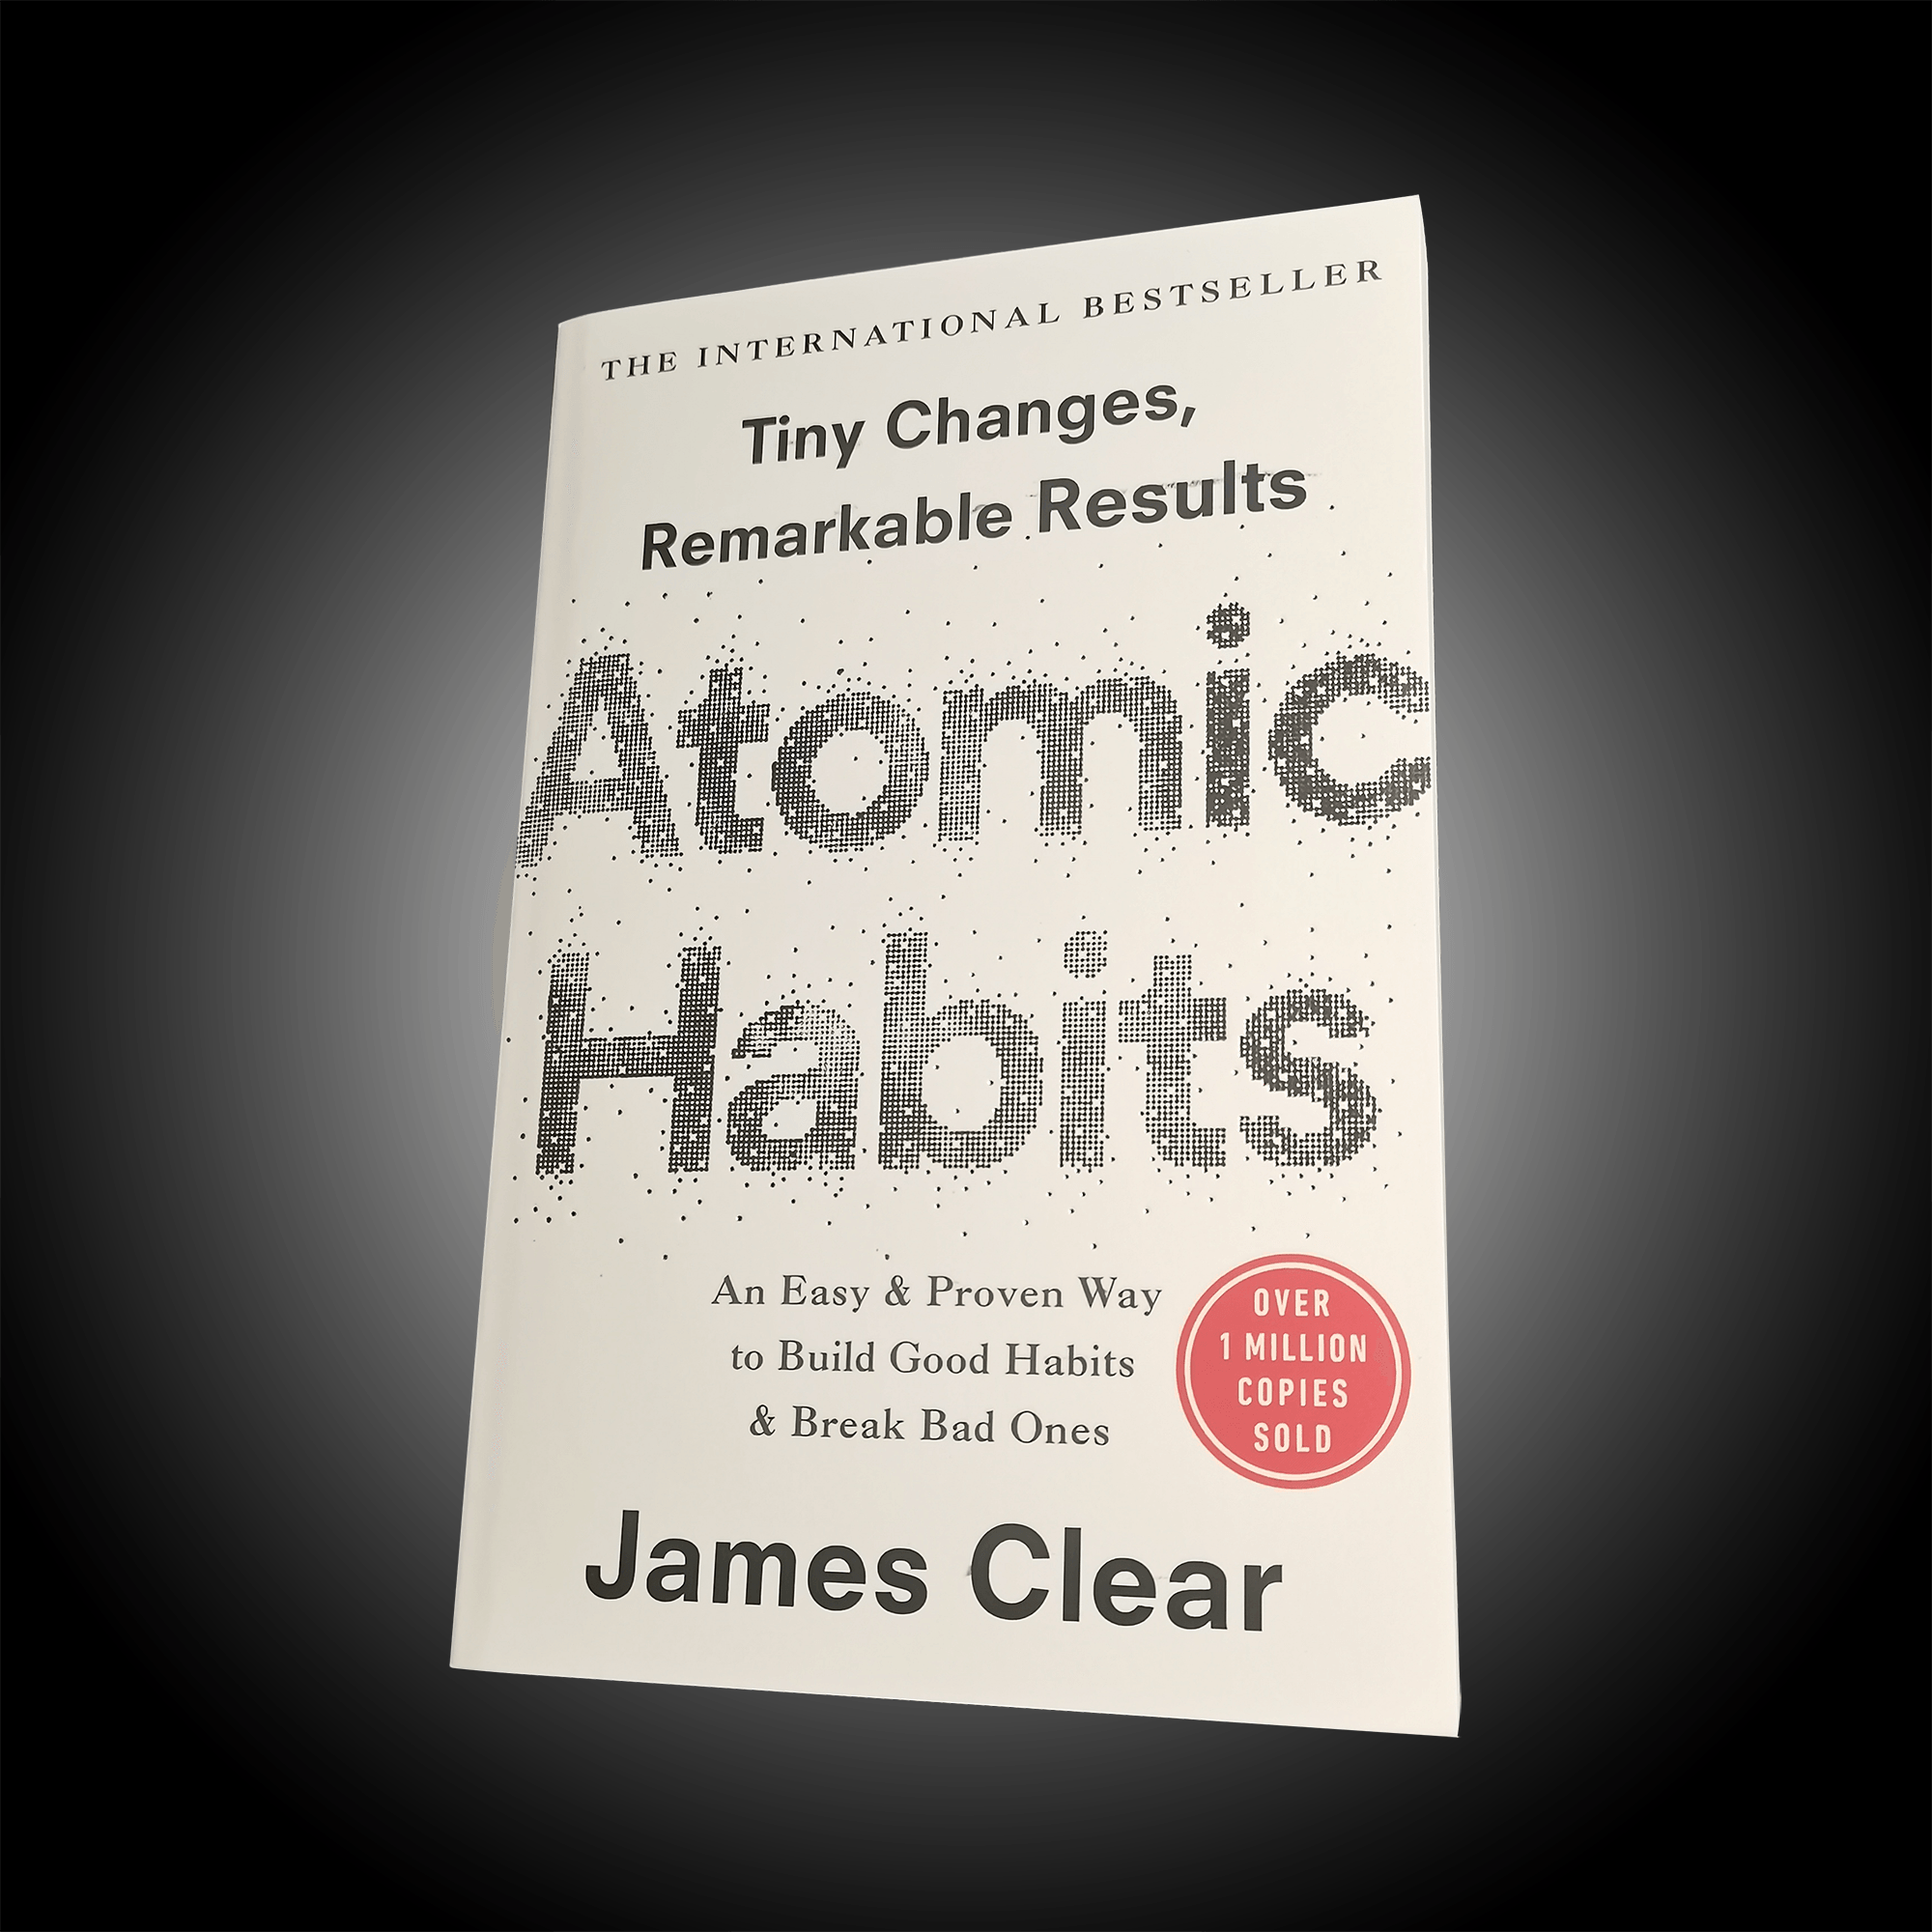 THE INTERNATIONAL BESTSELLER
Tiny Changes,
Remarkable Results
Atomic
Habits
An Easy & Proven Way
to Build Good Habits
& Break Bad Ones
OVER
1 MILLION
COPIES
SOLD
James Clear